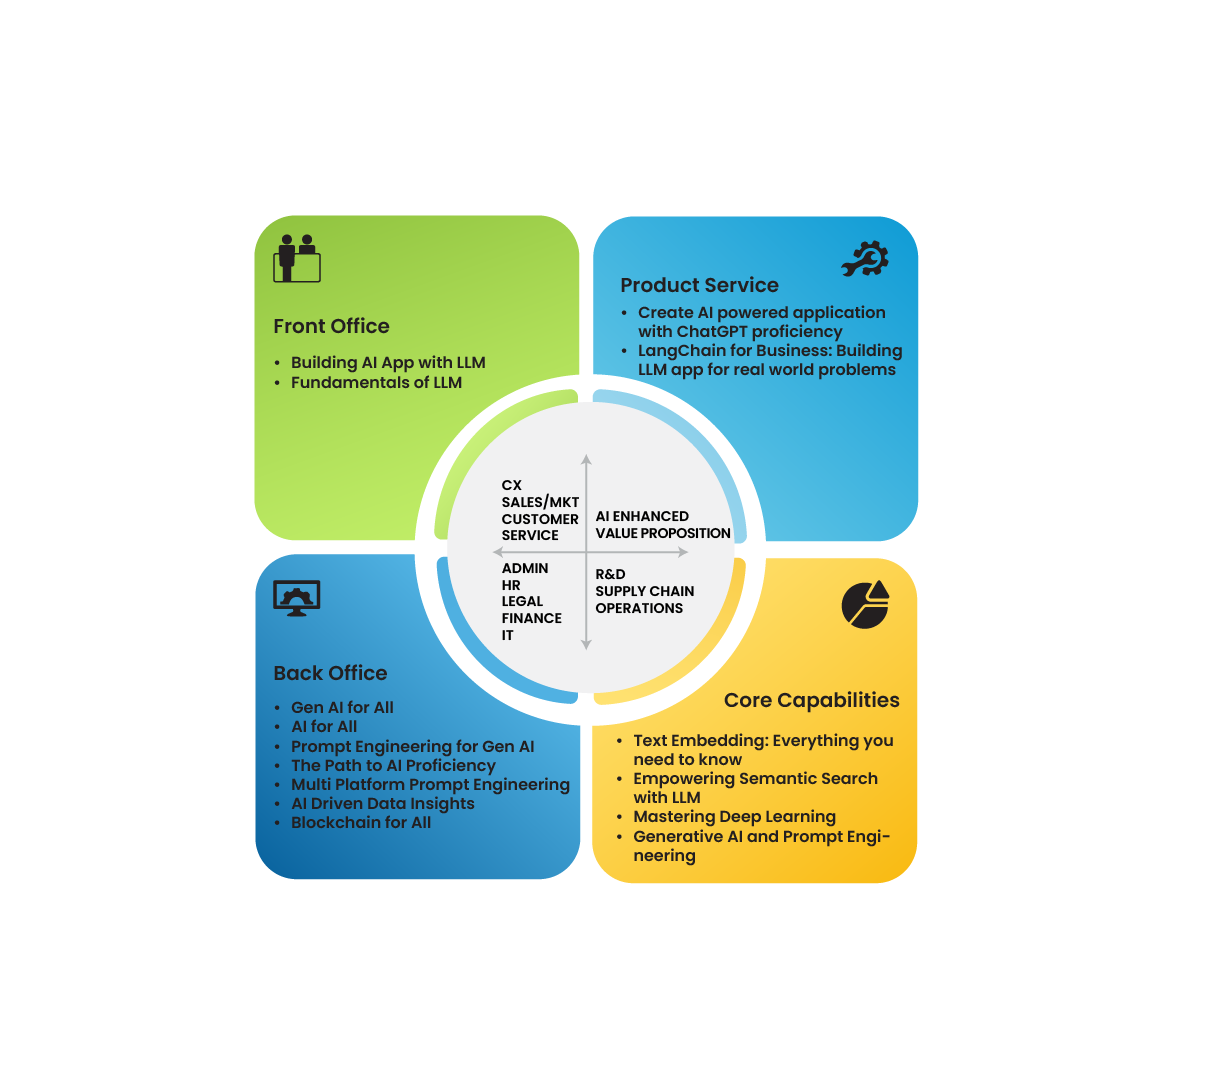 Front Office
• Building AI App with LLM
• Fundamentals of LLM
Product Service
• Create AI powered application
with ChatGPT proficiency
• LangChain for Business: Building
LLM app for real world problems
CX
SALES/MKT
CUSTOMER
SERVICE
AI ENHANCED
VALUE PROPOSITION
ADMIN
HR
LEGAL
FINANCE
IT
R&D
SUPPLY CHAIN
OPERATIONS
Back Office
• Gen AI for All
• AI for All
• Prompt Engineering for Gen AI
• The Path to AI Proficiency
• Multi Platform Prompt Engineering
• AI Driven Data Insights
• Blockchain for All
Core Capabilities
• Text Embedding: Everything you
need to know
• Empowering Semantic Search
with LLM
• Mastering Deep Learning
• Generative AI and Prompt Engi-
neering